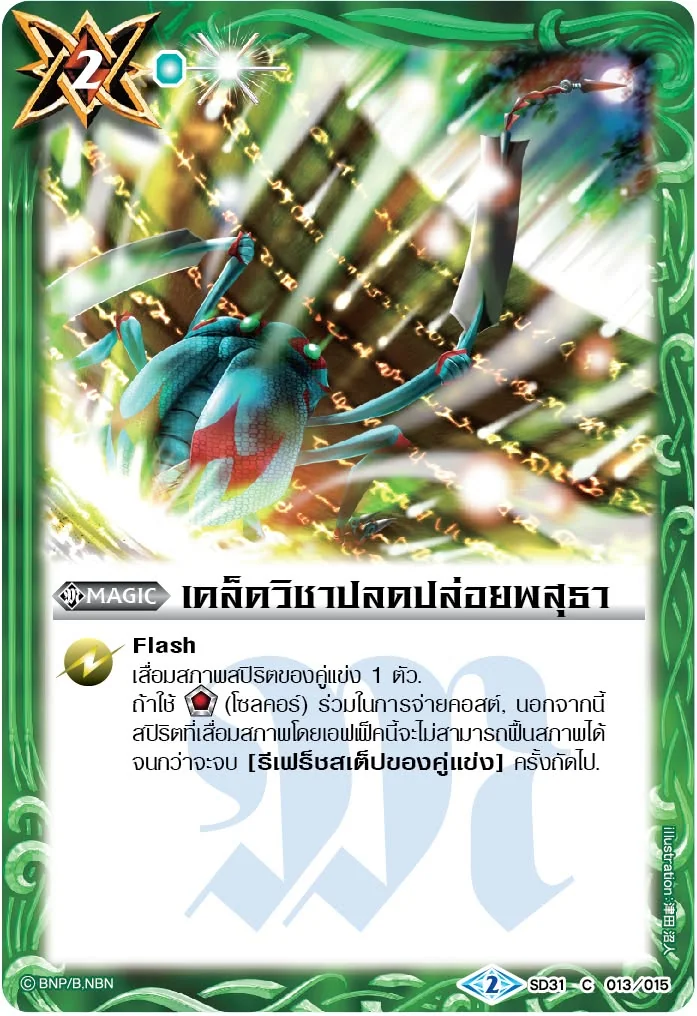 2
MAGIC เคล็ดวิชาปลดปล่อยพสุธา
Flash
เสื่อมสภาพสปิริตของคู่แข่ง 1 ตัว.
ถ้าใช้ (โซลคอร์) ร่วมในการจ่ายคอสต์, นอกจากนี้
สปิริตที่เสื่อมสภาพโดยเอฟเฟ็คนี้จะไม่สามารถฟื้นสภาพได้
จนกว่าจะจบ [รีเฟร็ชสเต็ปของคู่แข่ง] ครั้งถัดไป.
illustration : 津田沼人
© BNP/B,NBN
2 SD31 C 013/015